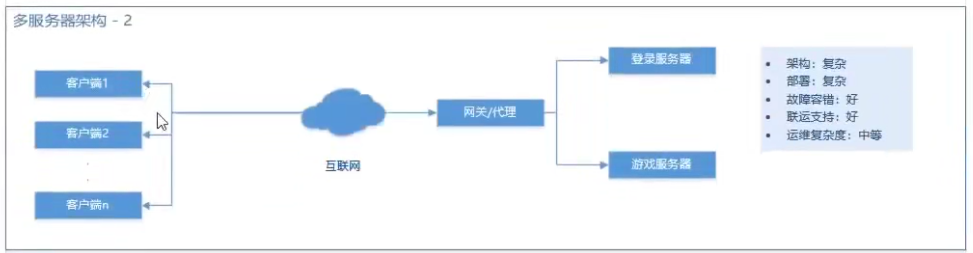 多服务器架构 - 2
客户端1
客户端2
.
.
客户端n
互联网
网关/代理
登录服务器
游戏服务器
• 架构：复杂
• 部署：复杂
• 故障容错：好
• 联运支持：好
• 运维复杂度：中等